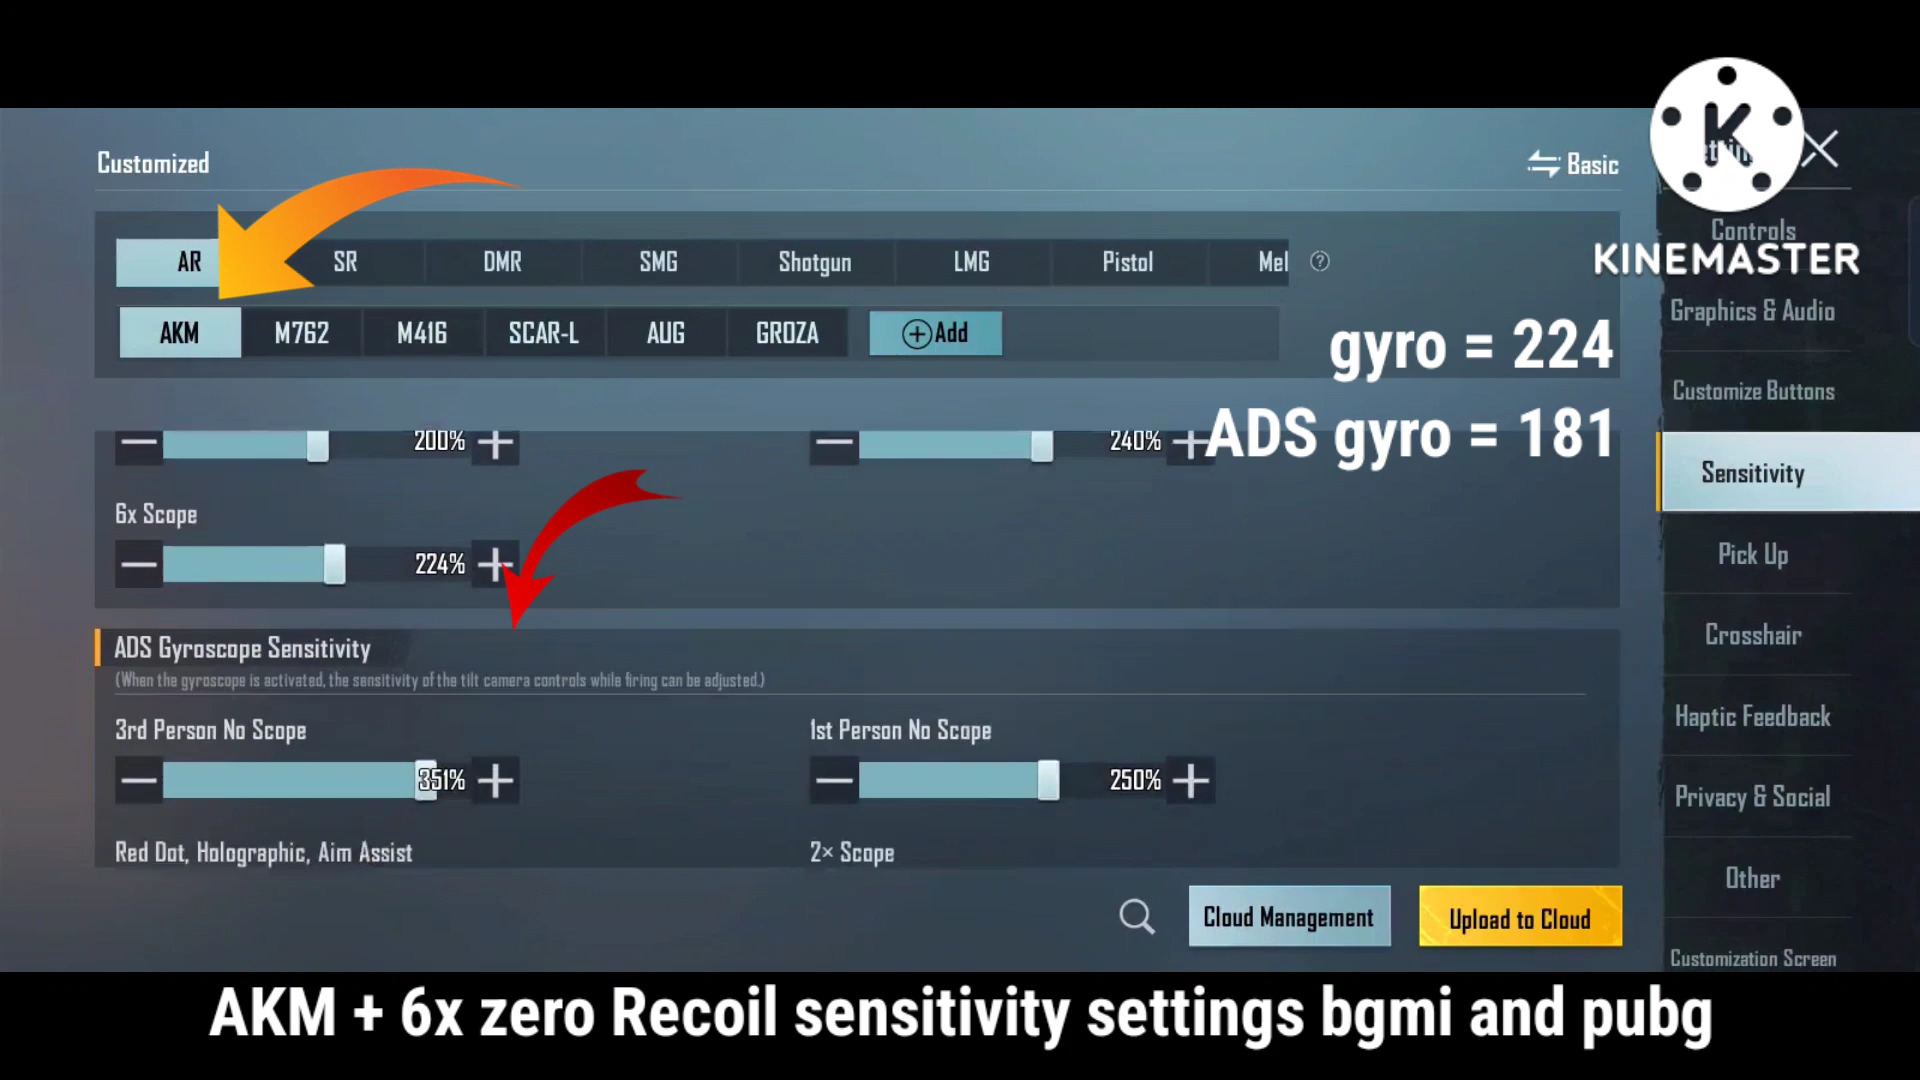 Customized
Basic
AR SR DMR SMG Shotgun LMG Pistol Mel
Controls
KINEMASTER
AKM M762 M416 SCAR-L AUG GROZA Add
Graphics & Audio
gyro = 224
Customize Buttons
ADS gyro = 181
200% 240%
Sensitivity
6x Scope
224%
Pick Up
Crosshair
ADS Gyroscope Sensitivity
(When the gyroscope is activated, the sensitivity of the tilt camera controls while firing can be adjusted.)
Haptic Feedback
3rd Person No Scope 1st Person No Scope
351% 250%
Privacy & Social
Red Dot, Holographic, Aim Assist 2× Scope
Other
Cloud Management Upload to Cloud
Customization Screen
AKM + 6x zero Recoil sensitivity settings bgmi and pubg